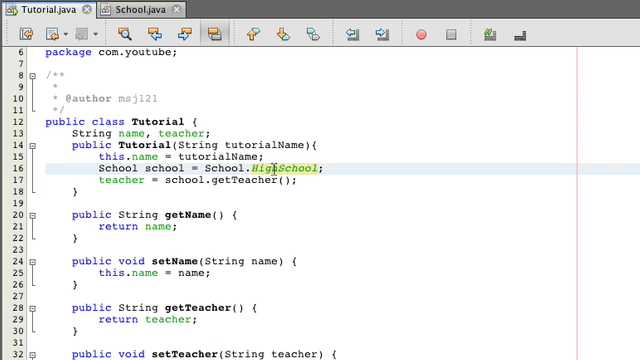 Tutorial.java School.java
6 package com.youtube;
7
8 /**
9 *
10 * @author msj121
11 */
12 public class Tutorial {
13 String name, teacher;
14 public Tutorial(String tutorialName){
15 this.name = tutorialName;
16 School school = School.HighSchool;
17 teacher = school.getTeacher();
18 }
19
20 public String getName() {
21 return name;
22 }
23
24 public void setName(String name) {
25 this.name = name;
26 }
27
28 public String getTeacher() {
29 return teacher;
30 }
31
32 public void setTeacher(String teacher) {